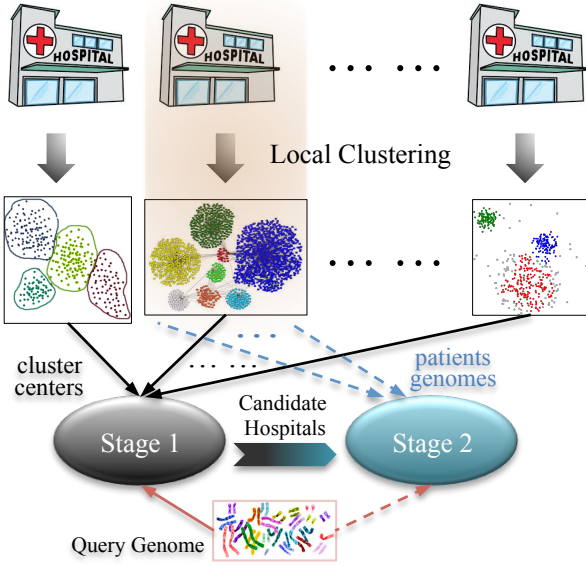 HOSPITAL
HOSPITAL
... ...
HOSPITAL
Local Clustering
... ...
...
... ...
cluster
centers
patients
genomes
Stage 1
Candidate
Hospitals
Stage 2
Query Genome